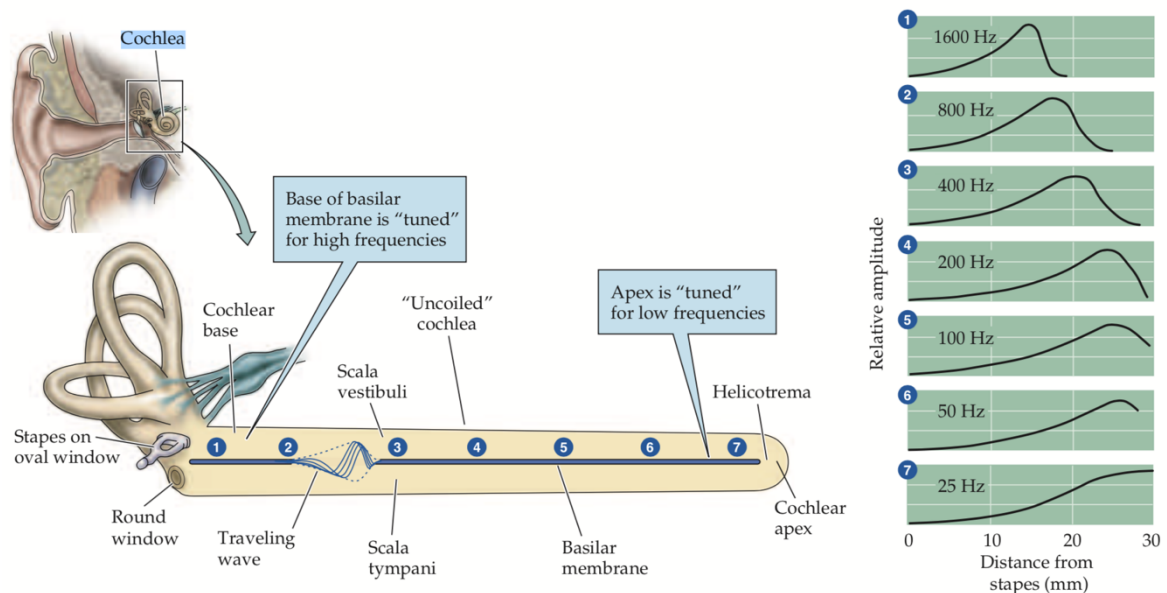 Cochlea
Base of basilar
membrane is “tuned”
for high frequencies
Cochlear
base
“Uncoiled”
cochlea
Apex is “tuned”
for low frequencies
Scala
vestibuli
Helicotrema
Stapes on
oval window
1
2
3
4
5
6
7
Round
window
Traveling
wave
Scala
tympani
Basilar
membrane
Cochlear
apex
Relative amplitude
1
1600 Hz
2
800 Hz
3
400 Hz
4
200 Hz
5
100 Hz
6
50 Hz
7
25 Hz
0 10 20 30
Distance from
stapes (mm)